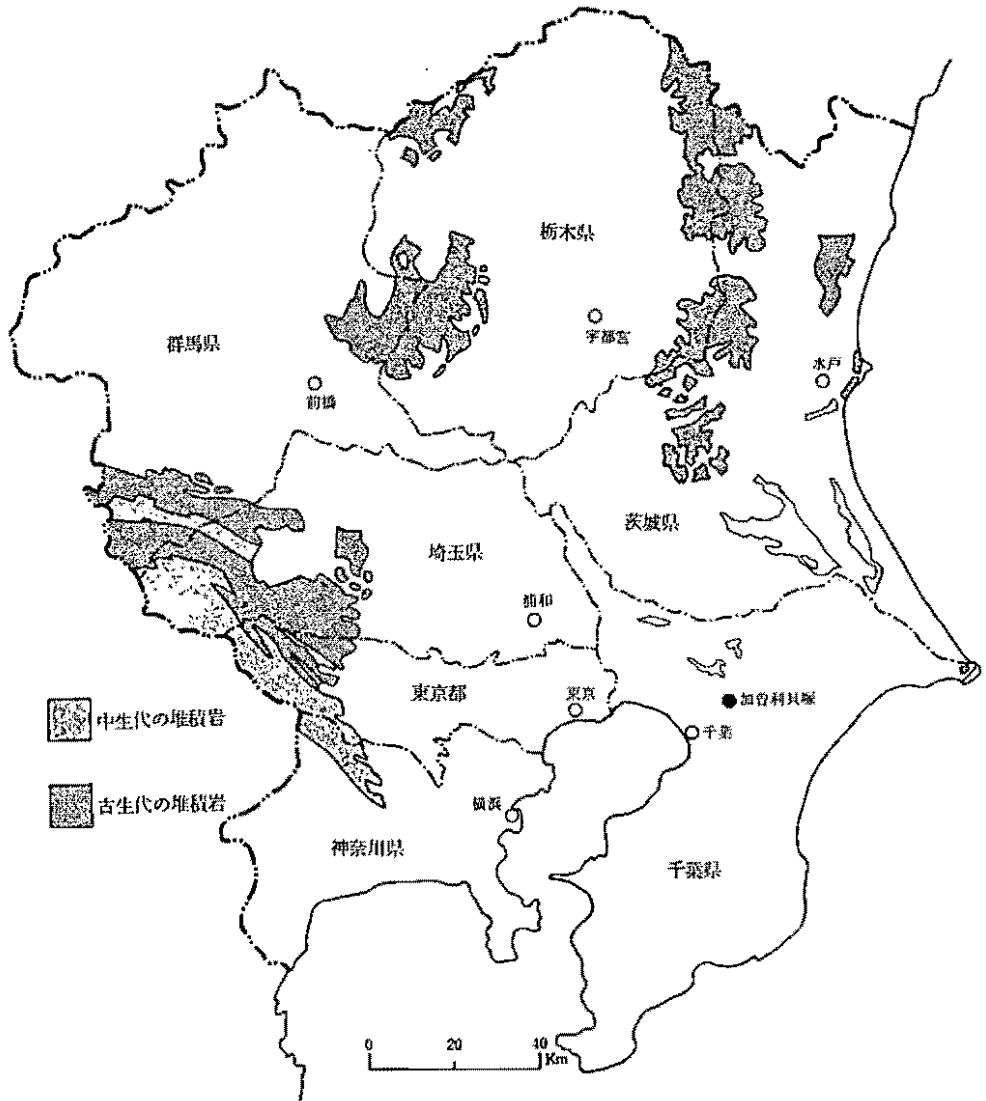 栃木県
群馬県
宇都宮
水戸
前橋
茨城県
埼玉県
浦和
東京都
東京
加曽利貝塚
千葉
中生代の堆積岩
古生代の堆積岩
横浜
神奈川県
千葉県
0 20 40
Km